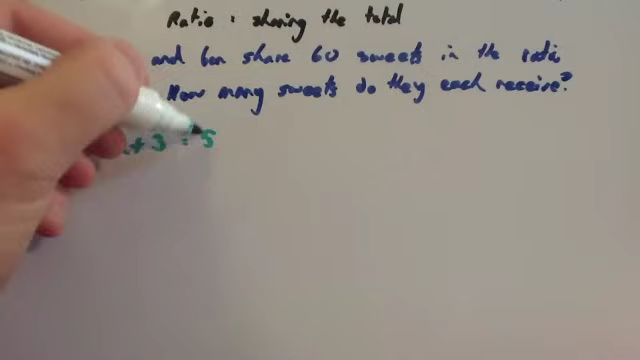 Ratio : sharing the total
and ben share 60 sweets in the ratio
How many sweets do they each receive?
+ 3 = 5